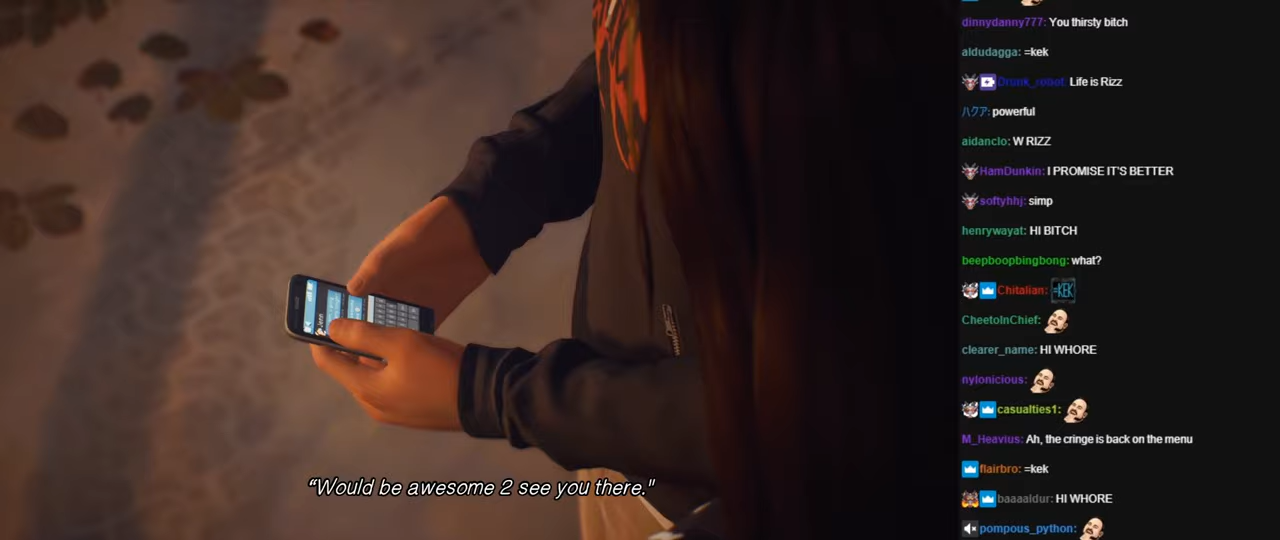 “Would be awesome 2 see you there."
dinnydanny777: You thirsty bitch
aldudagga: =kek
Drunk_robot: Life is Rizz
ハクア: powerful
aidanclo: W RIZZ
HamDunkin: I PROMISE IT'S BETTER
softyhhj: simp
henrywayat: HI BITCH
beepboopbingbong: what?
Chitalian: =KEK
CheetoInChief:
clearer_name: HI WHORE
nylonicious:
casualties1:
M_Heavius: Ah, the cringe is back on the menu
flairbro: =kek
baaaaldur: HI WHORE
pompous_python: